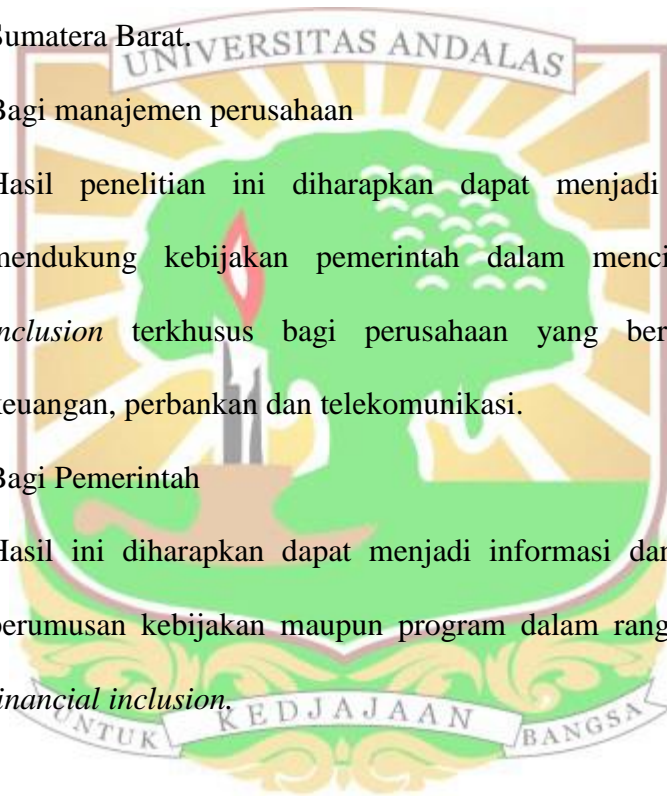 Sumatera Barat.
UNIVERSITAS ANDALAS
Bagi manajemen perusahaan
Hasil penelitian ini diharapkan dapat menjadi
mendukung kebijakan pemerintah dalam menci
inclusion terkhusus bagi perusahaan yang ber
keuangan, perbankan dan telekomunikasi.
Bagi Pemerintah
Hasil ini diharapkan dapat menjadi informasi dan
perumusan kebijakan maupun program dalam rang
financial inclusion.
UNTUK KEDJAJAAN BANGSA